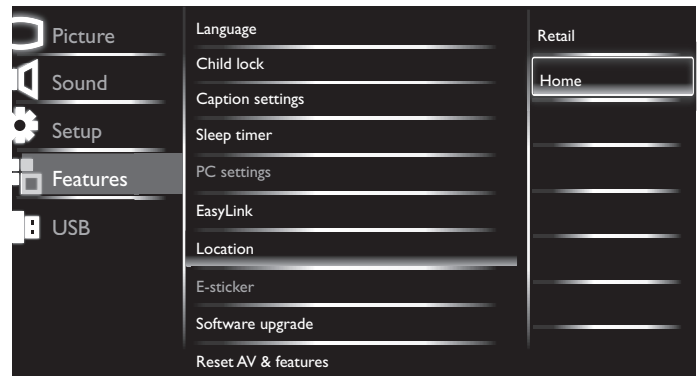 Picture
Sound
Setup
Features
USB
Language
Child lock
Caption settings
Sleep timer
PC settings
EasyLink
Location
E-sticker
Software upgrade
Reset AV & features
Retail
Home